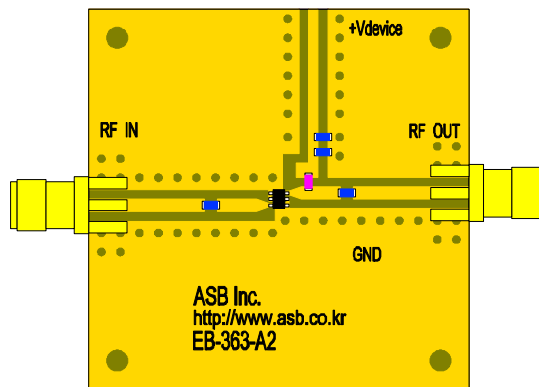 +Vdevice
RF IN
RF OUT
GND
ASB Inc.
http://www.asb.co.kr
EB-363-A2